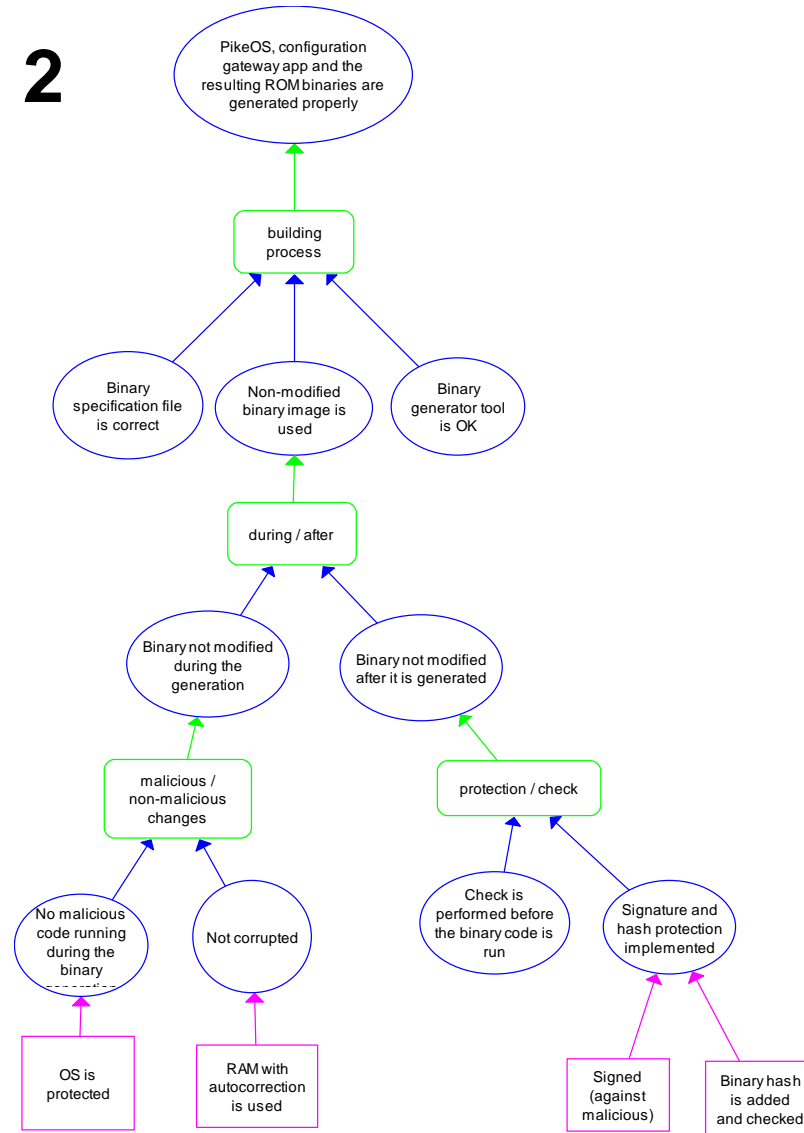 2
PikeOS, configuration
gateway app and the
resulting ROM binaries are
generated properly
building
process
Binary
specification file
is correct
Non-modified
binary image is
used
Binary
generator tool
is OK
during / after
Binary not modified
during the
generation
Binary not modified
after it is generated
malicious /
non-malicious
changes
protection / check
No malicious
code running
during the
binary
generation
Not corrupted
Check is
performed before
the binary code is
run
Signature and
hash protection
implemented
OS is
protected
RAM with
autocorrection
is used
Signed
(against
malicious)
Binary hash
is added
and checked